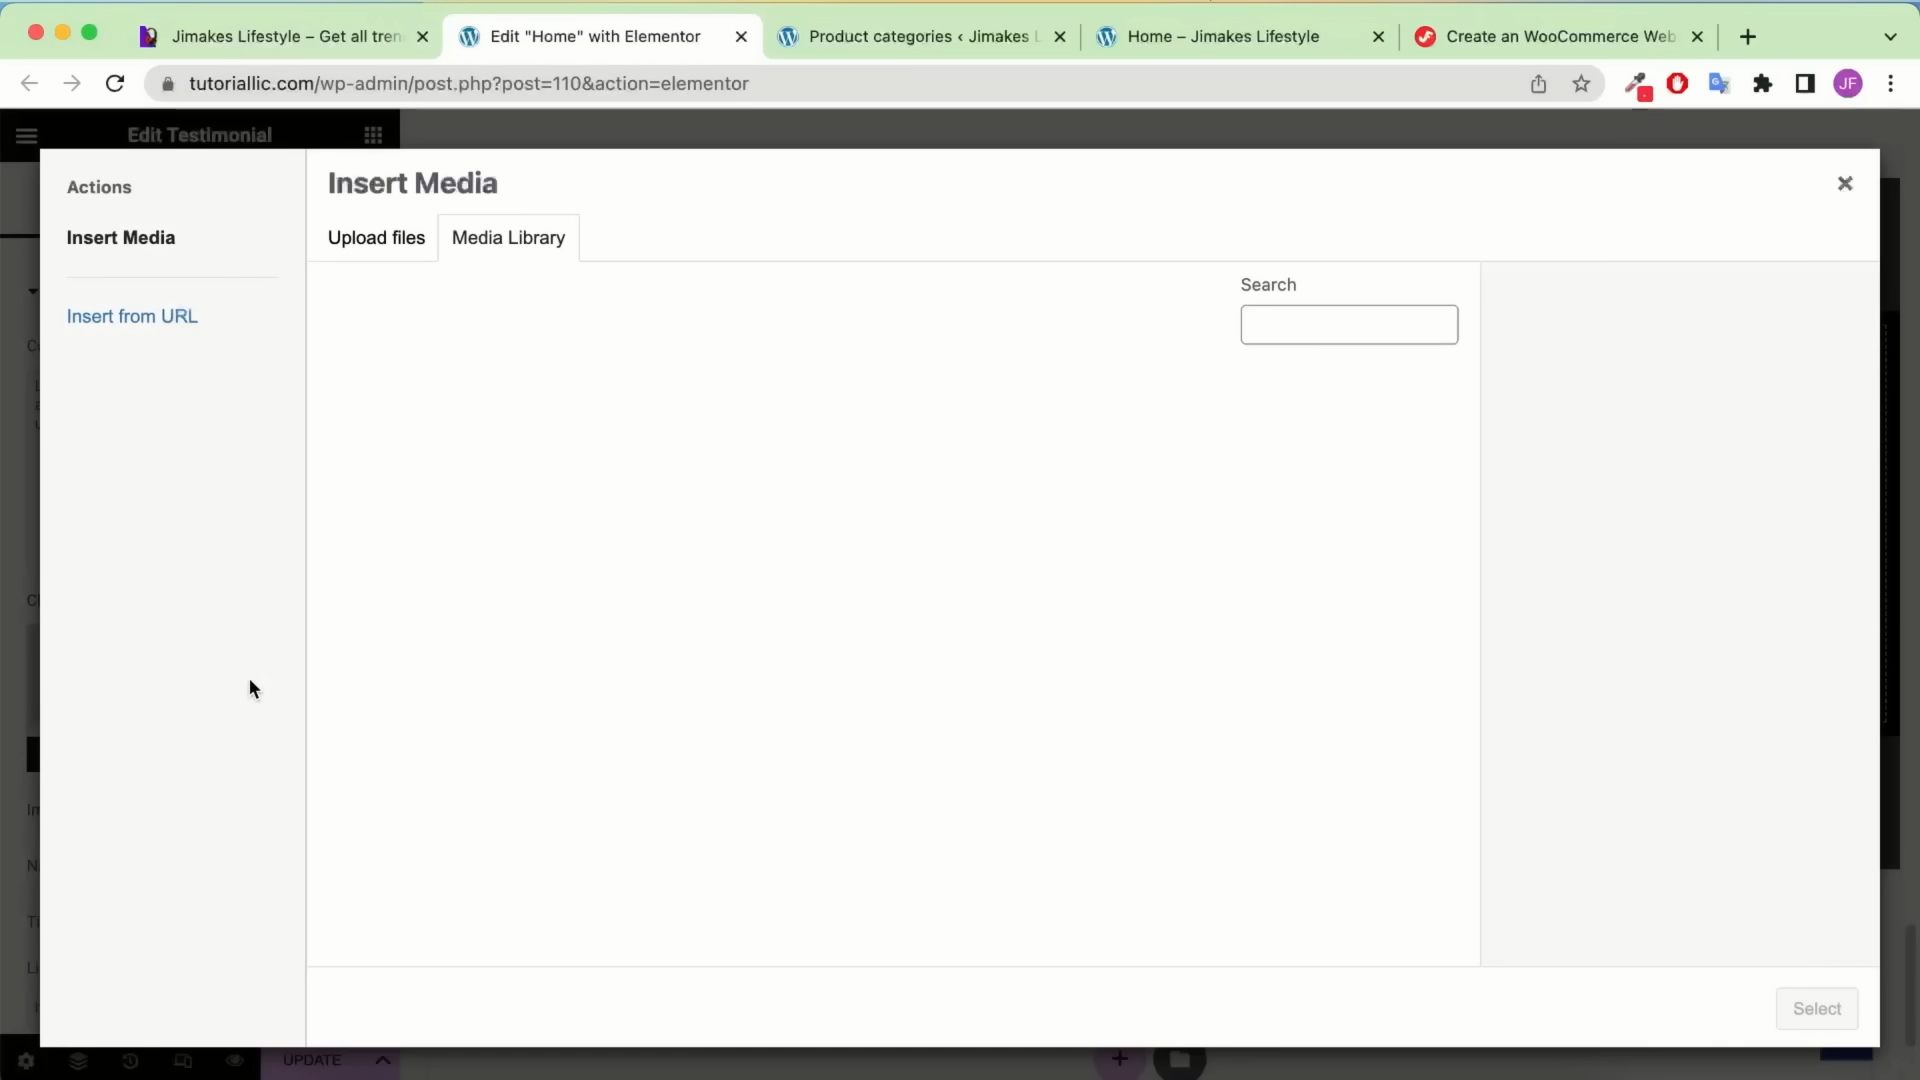 Jimakes Lifestyle – Get all tren
Edit "Home" with Elementor
Product categories ‹ Jimakes L
Home – Jimakes Lifestyle
Create an WooCommerce Web
tutoriallic.com/wp-admin/post.php?post=110&action=elementor
JF
Edit Testimonial
Actions
Insert Media
Insert from URL
Insert Media
Upload files
Media Library
Search
Select
UPDATE